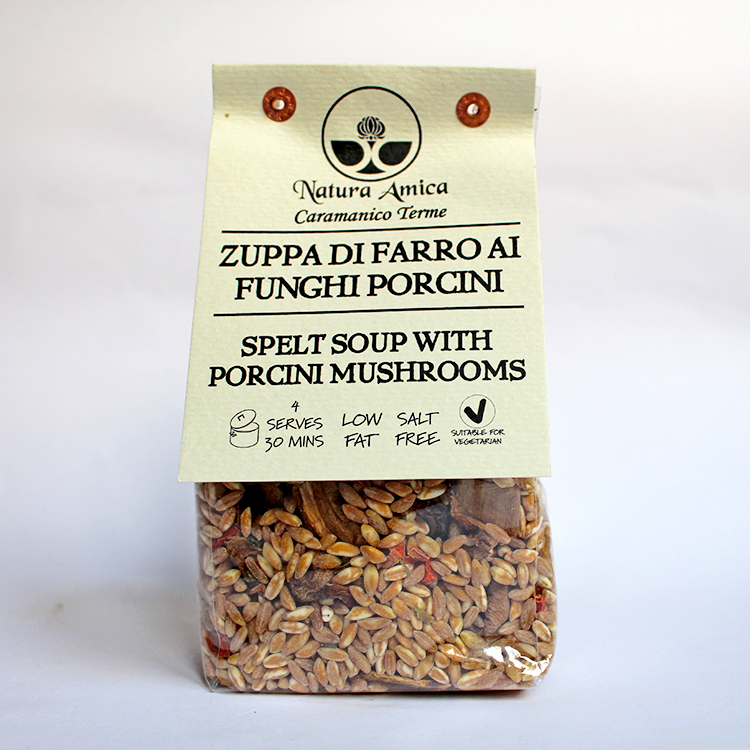 Natura Amica
Caramanico Terme
ZUPPA DI FARRO AI
FUNGHI PORCINI
SPELT SOUP WITH
PORCINI MUSHROOMS
4
SERVES
30 MINS
LOW
FAT
SALT
FREE
SUITABLE FOR
VEGETARIAN